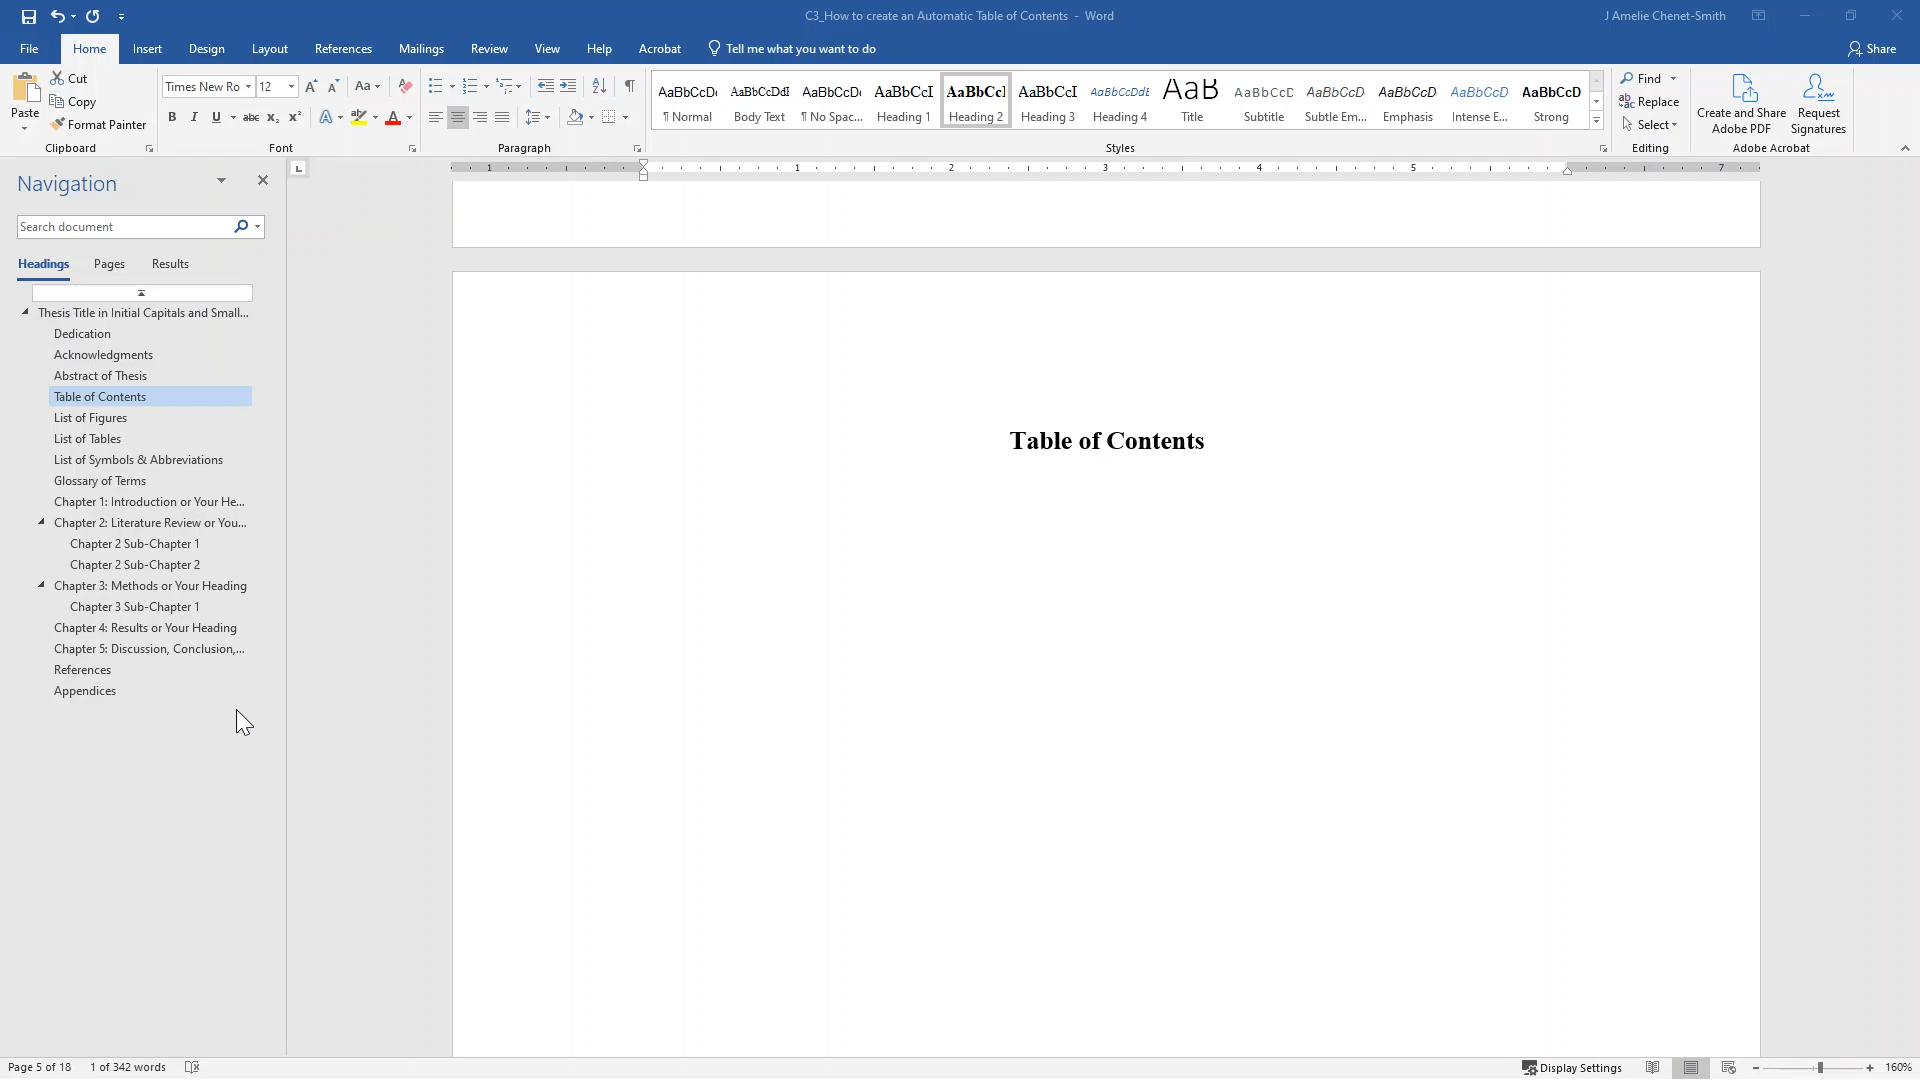 C3_How to create an Automatic Table of Contents - Word
J Amelie Chenet-Smith
File Home Insert Design Layout References Mailings Review View Help Acrobat Tell me what you want to do Share
Paste
Cut
Copy
Format Painter
Clipboard
Times New Ro 12
Font
Paragraph
AaBbCcDc AaBbCcDdE AaBbCcDc AaBbCcI AaBbCcI AaBbCcI AaBbCcDdE AaB AaBbCcD AaBbCcD AaBbCcD AaBbCcD AaBbCcD
¶ Normal Body Text ¶ No Spac... Heading 1 Heading 2 Heading 3 Heading 4 Title Subtitle Subtle Em... Emphasis Intense E... Strong
Styles
Find
Replace
Select
Editing
Create and Share
Adobe PDF
Request
Signatures
Adobe Acrobat
Navigation
Search document
Headings Pages Results
Thesis Title in Initial Capitals and Small...
Dedication
Acknowledgments
Abstract of Thesis
Table of Contents
List of Figures
List of Tables
List of Symbols & Abbreviations
Glossary of Terms
Chapter 1: Introduction or Your He...
Chapter 2: Literature Review or You...
Chapter 2 Sub-Chapter 1
Chapter 2 Sub-Chapter 2
Chapter 3: Methods or Your Heading
Chapter 3 Sub-Chapter 1
Chapter 4: Results or Your Heading
Chapter 5: Discussion, Conclusion,...
References
Appendices
1 1 2 3 4 5 7
Table of Contents
Page 5 of 18 1 of 342 words
Display Settings
160%